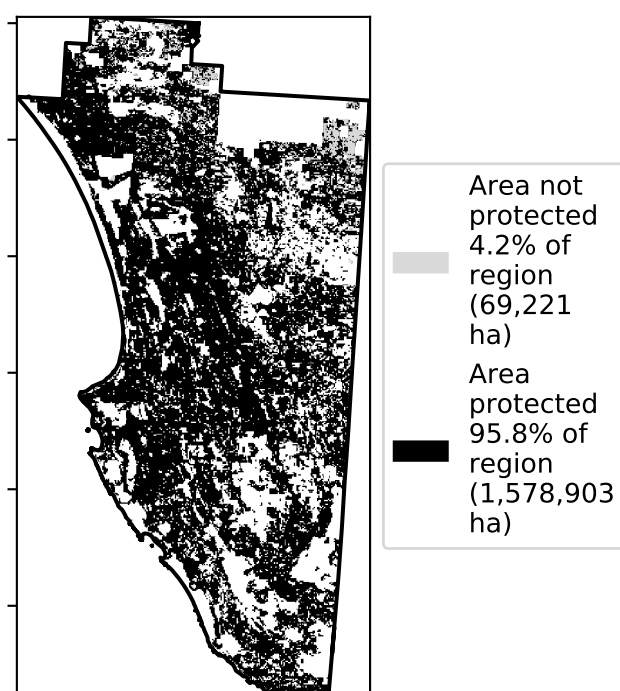 Area not
protected
4.2% of
region
(69,221
ha)
Area
protected
95.8% of
region
(1,578,903
ha)